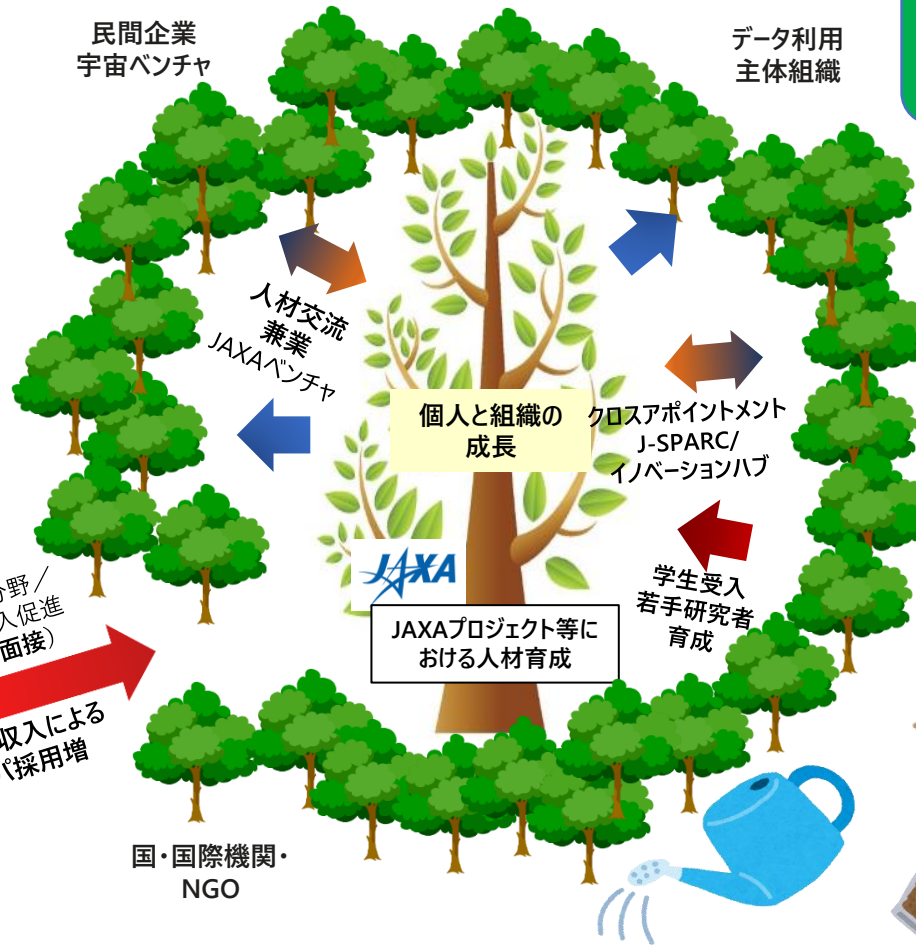 民間企業
宇宙ベンチャ
データ利用
主体組織
人材交流
兼業
JAXAベンチャ
個人と組織の
成長
クロスアポイントメント
J-SPARC/
イノベーションハブ
JAXA
学生受入
若手研究者
育成
JAXAプロジェクト等に
おける人材育成
野／
入促進
面接）
収入による
採用増
国・国際機関・
NGO